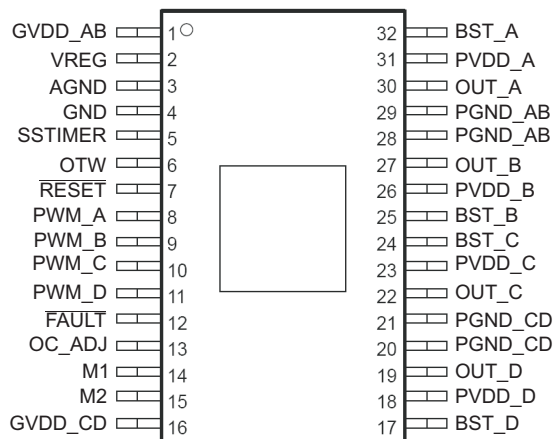 GVDD_AB 1 32 BST_A
VREG 2 31 PVDD_A
AGND 3 30 OUT_A
GND 4 29 PGND_AB
SSTIMER 5 28 PGND_AB
OTW 6 27 OUT_B
RESET 7 26 PVDD_B
PWM_A 8 25 BST_B
PWM_B 9 24 BST_C
PWM_C 10 23 PVDD_C
PWM_D 11 22 OUT_C
FAULT 12 21 PGND_CD
OC_ADJ 13 20 PGND_CD
M1 14 19 OUT_D
M2 15 18 PVDD_D
GVDD_CD 16 17 BST_D